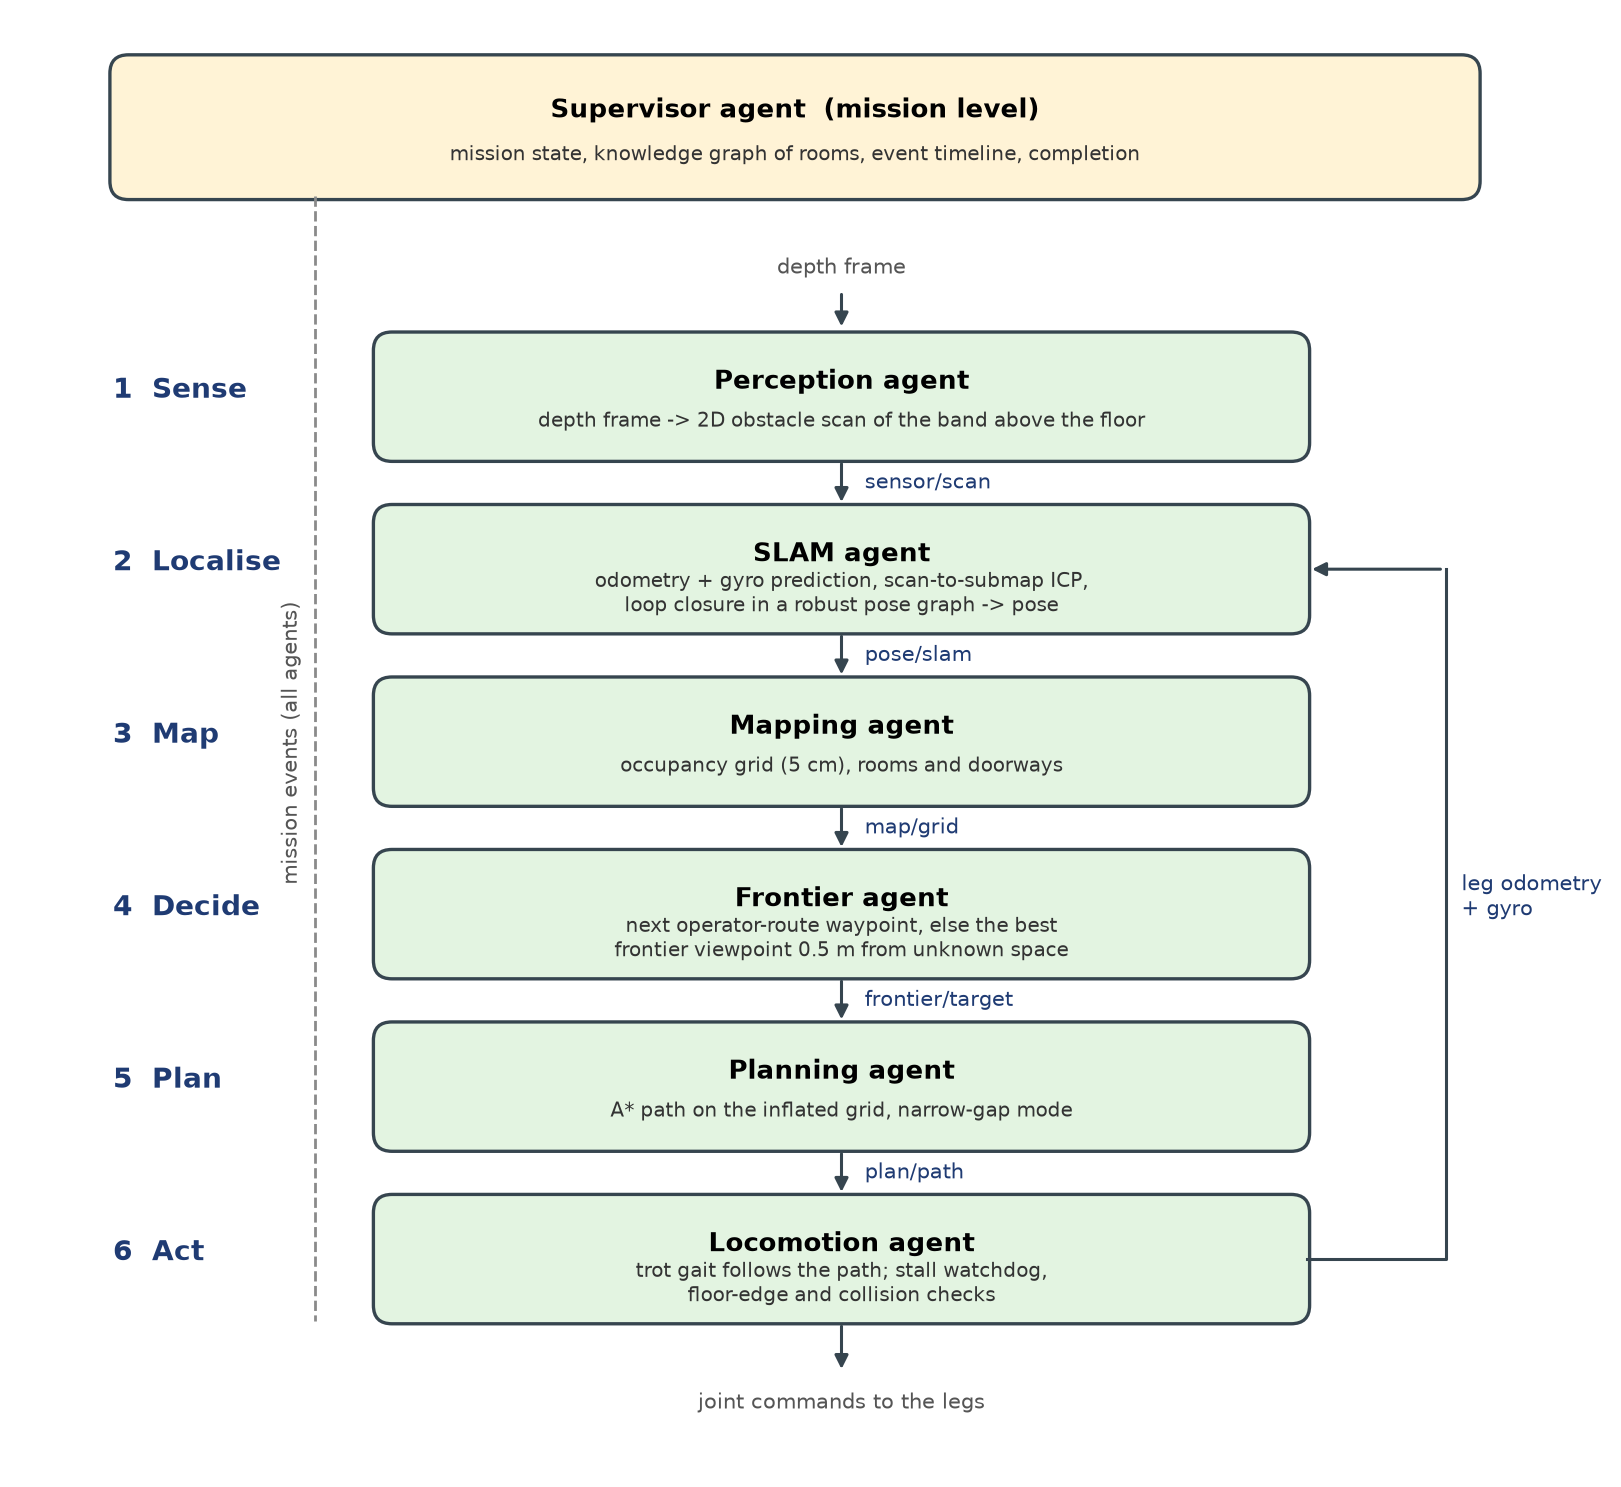 Supervisor agent  (mission level)
mission state, knowledge graph of rooms, event timeline, completion
depth frame
1  Sense
Perception agent
depth frame -> 2D obstacle scan of the band above the floor
sensor/scan
2  Localise
SLAM agent
odometry + gyro prediction, scan-to-submap ICP,
loop closure in a robust pose graph -> pose
pose/slam
mission events (all agents)
3  Map
Mapping agent
occupancy grid (5 cm), rooms and doorways
map/grid
4  Decide
Frontier agent
next operator-route waypoint, else the best
frontier viewpoint 0.5 m from unknown space
leg odometry
+ gyro
frontier/target
5  Plan
Planning agent
A* path on the inflated grid, narrow-gap mode
plan/path
6  Act
Locomotion agent
trot gait follows the path; stall watchdog,
floor-edge and collision checks
joint commands to the legs